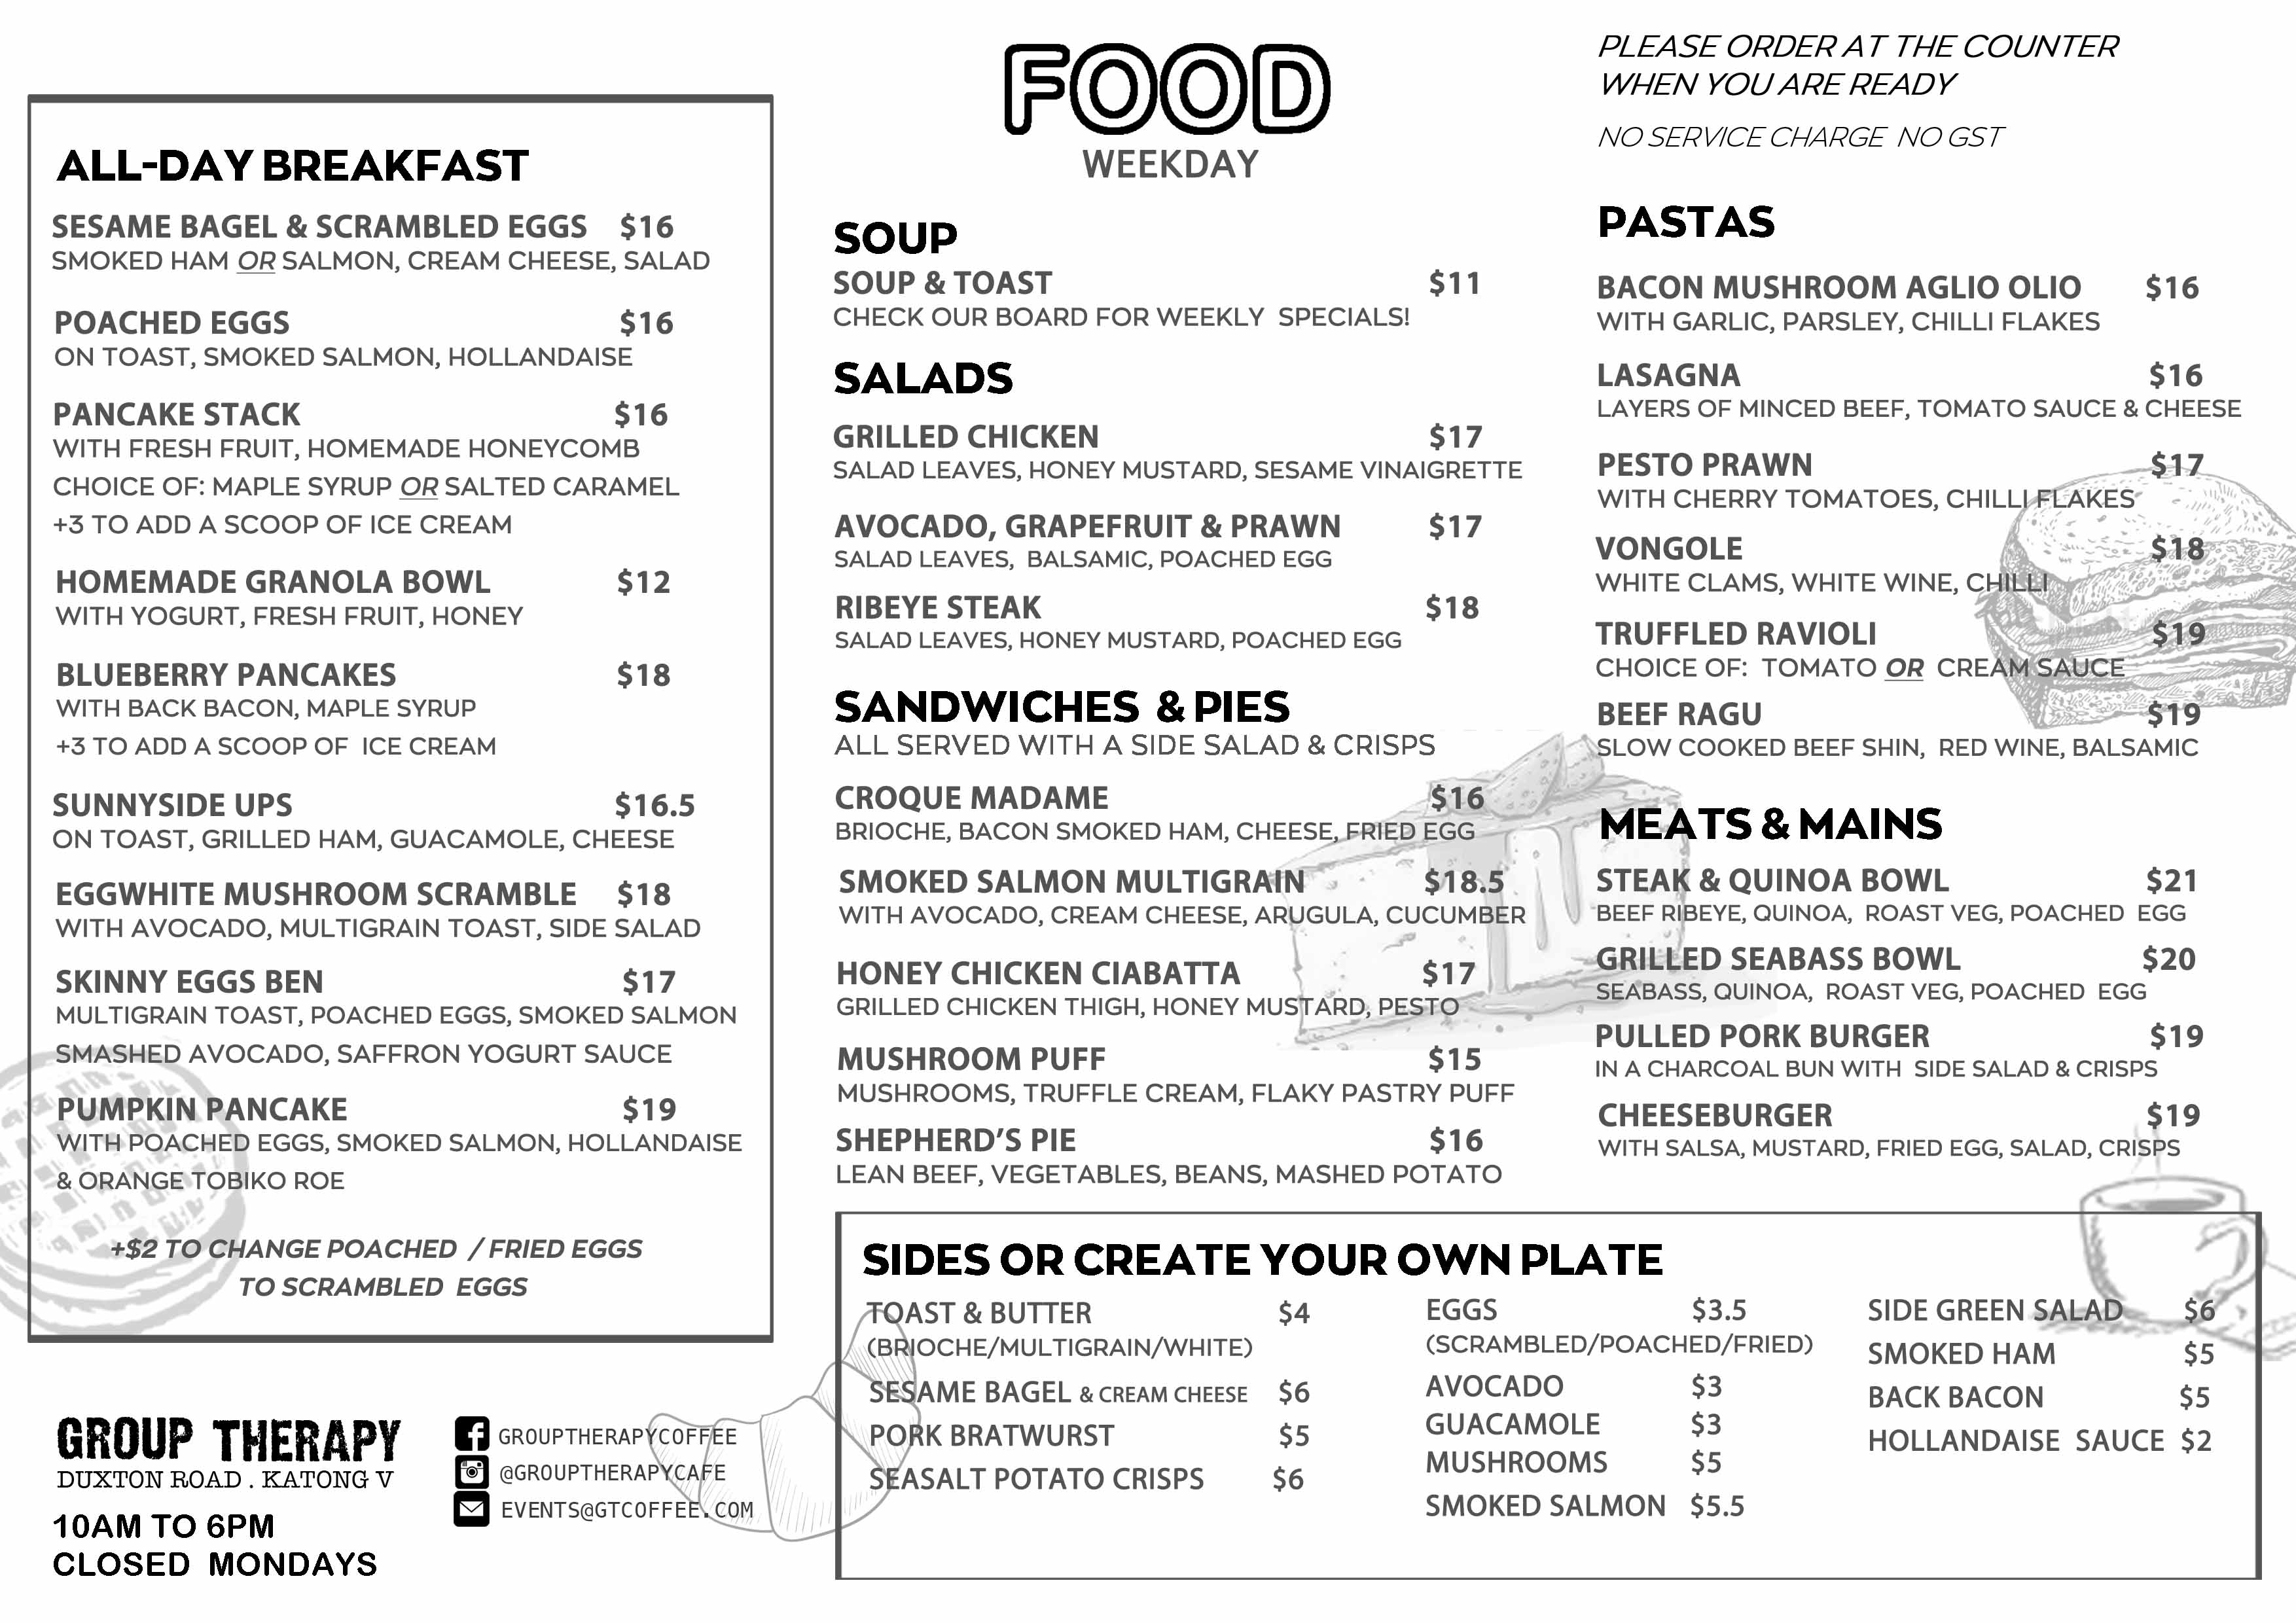 FOOD
WEEKDAY
PLEASE ORDER AT THE COUNTER
WHEN YOU ARE READY
NO SERVICE CHARGE NO GST
ALL-DAY BREAKFAST
SESAME BAGEL & SCRAMBLED EGGS $16
SMOKED HAM OR SALMON, CREAM CHEESE, SALAD
POACHED EGGS $16
ON TOAST, SMOKED SALMON, HOLLANDAISE
PANCAKE STACK $16
WITH FRESH FRUIT, HOMEMADE HONEYCOMB
CHOICE OF: MAPLE SYRUP OR SALTED CARAMEL
+3 TO ADD A SCOOP OF ICE CREAM
HOMEMADE GRANOLA BOWL $12
WITH YOGURT, FRESH FRUIT, HONEY
BLUEBERRY PANCAKES $18
WITH BACK BACON, MAPLE SYRUP
+3 TO ADD A SCOOP OF ICE CREAM
SUNNYSIDE UPS $16.5
ON TOAST, GRILLED HAM, GUACAMOLE, CHEESE
EGGWHITE MUSHROOM SCRAMBLE $18
WITH AVOCADO, MULTIGRAIN TOAST, SIDE SALAD
SKINNY EGGS BEN $17
MULTIGRAIN TOAST, POACHED EGGS, SMOKED SALMON
SMASHED AVOCADO, SAFFRON YOGURT SAUCE
PUMPKIN PANCAKE $19
WITH POACHED EGGS, SMOKED SALMON, HOLLANDAISE
& ORANGE TOBIKO ROE
+$2 TO CHANGE POACHED / FRIED EGGS
TO SCRAMBLED EGGS
GROUP THERAPY
DUXTON ROAD . KATONG V
10AM TO 6PM
CLOSED MONDAYS
GROUPTHERAPYCOFFEE
@GROUPTHERAPYCAFE
EVENTS@GTCOFFEE.COM
SOUP
SOUP & TOAST $11
CHECK OUR BOARD FOR WEEKLY SPECIALS!
SALADS
GRILLED CHICKEN $17
SALAD LEAVES, HONEY MUSTARD, SESAME VINAIGRETTE
AVOCADO, GRAPEFRUIT & PRAWN $17
SALAD LEAVES, BALSAMIC, POACHED EGG
RIBEYE STEAK $18
SALAD LEAVES, HONEY MUSTARD, POACHED EGG
SANDWICHES & PIES
ALL SERVED WITH A SIDE SALAD & CRISPS
CROQUE MADAME $16
BRIOCHE, BACON SMOKED HAM, CHEESE, FRIED EGG
SMOKED SALMON MULTIGRAIN $18.5
WITH AVOCADO, CREAM CHEESE, ARUGULA, CUCUMBER
HONEY CHICKEN CIABATTA $17
GRILLED CHICKEN THIGH, HONEY MUSTARD, PESTO
MUSHROOM PUFF $15
MUSHROOMS, TRUFFLE CREAM, FLAKY PASTRY PUFF
SHEPHERD'S PIE $16
LEAN BEEF, VEGETABLES, BEANS, MASHED POTATO
PASTAS
BACON MUSHROOM AGLIO OLIO $16
WITH GARLIC, PARSLEY, CHILLI FLAKES
LASAGNA $16
LAYERS OF MINCED BEEF, TOMATO SAUCE & CHEESE
PESTO PRAWN $17
WITH CHERRY TOMATOES, CHILLI FLAKES
VONGOLE $18
WHITE CLAMS, WHITE WINE, CHILLI
TRUFFLED RAVIOLI $19
CHOICE OF: TOMATO OR CREAM SAUCE
BEEF RAGU $19
SLOW COOKED BEEF SHIN, RED WINE, BALSAMIC
MEATS & MAINS
STEAK & QUINOA BOWL $21
BEEF RIBEYE, QUINOA, ROAST VEG, POACHED EGG
GRILLED SEABASS BOWL $20
SEABASS, QUINOA, ROAST VEG, POACHED EGG
PULLED PORK BURGER $19
IN A CHARCOAL BUN WITH SIDE SALAD & CRISPS
CHEESEBURGER $19
WITH SALSA, MUSTARD, FRIED EGG, SALAD, CRISPS
SIDES OR CREATE YOUR OWN PLATE
TOAST & BUTTER $4
(BRIOCHE/MULTIGRAIN/WHITE)
SESAME BAGEL & CREAM CHEESE $6
PORK BRATWURST $5
SEASALT POTATO CRISPS $6
EGGS $3.5
(SCRAMBLED/POACHED/FRIED)
AVOCADO $3
GUACAMOLE $3
MUSHROOMS $5
SMOKED SALMON $5.5
SIDE GREEN SALAD $6
SMOKED HAM $5
BACK BACON $5
HOLLANDAISE SAUCE $2